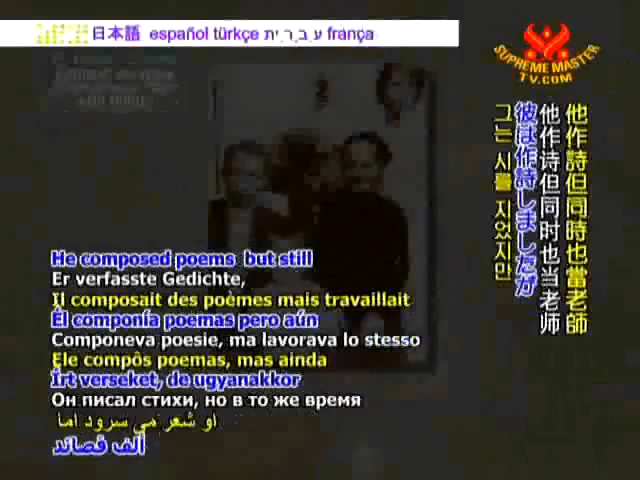 日本語 español türkçe עברית frança
SUPREME MASTER
TV.COM
他作詩但同時也當老師
他作诗但同时也当老师
彼は作詩しましたが
그는 시를 지었지만
He composed poems but still
Er verfasste Gedichte,
Il composait des poèmes mais travaillait
Él componía poemas pero aún
Componeva poesie, ma lavorava lo stesso
Ele compôs poemas, mas ainda
Írt verseket, de ugyanakkor
Он писал стихи, но в то же время
او شعر می سرود اما
ألف قصائد